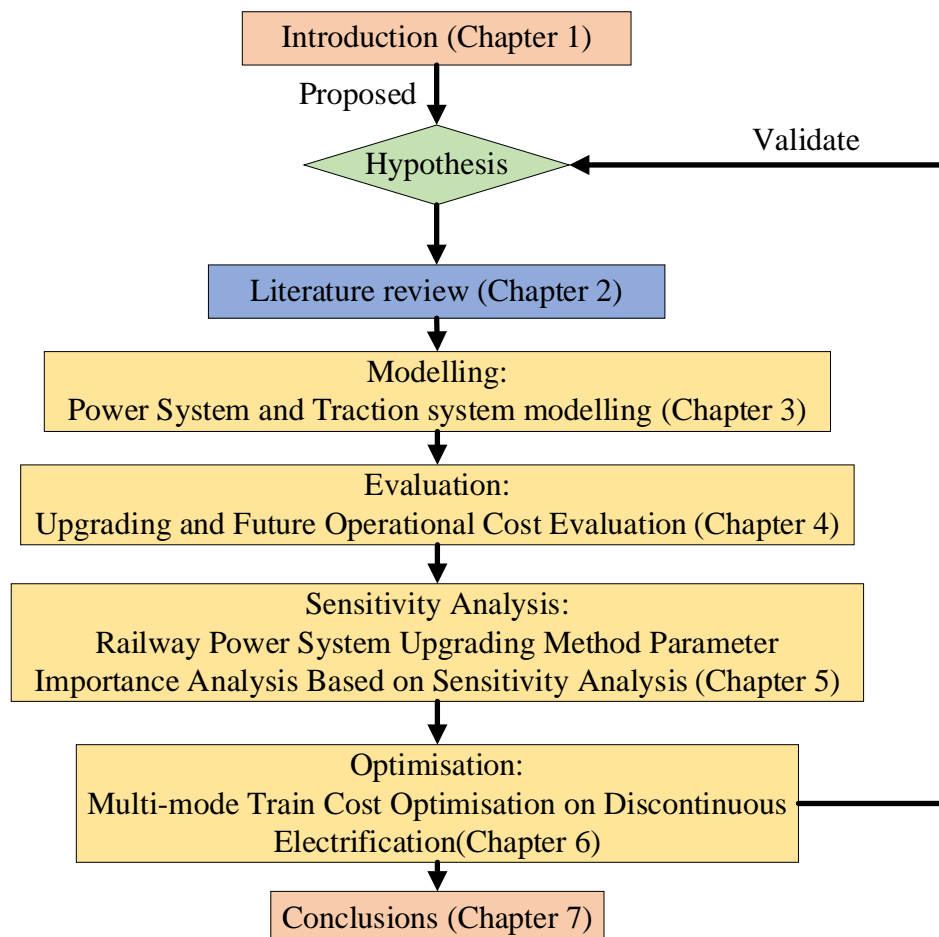 Introduction (Chapter 1)
Proposed
Hypothesis
Validate
Literature review (Chapter 2)
Modelling:
Power System and Traction system modelling (Chapter 3)
Evaluation:
Upgrading and Future Operational Cost Evaluation (Chapter 4)
Sensitivity Analysis:
Railway Power System Upgrading Method Parameter
Importance Analysis Based on Sensitivity Analysis (Chapter 5)
Optimisation:
Multi-mode Train Cost Optimisation on Discontinuous
Electrification(Chapter 6)
Conclusions (Chapter 7)